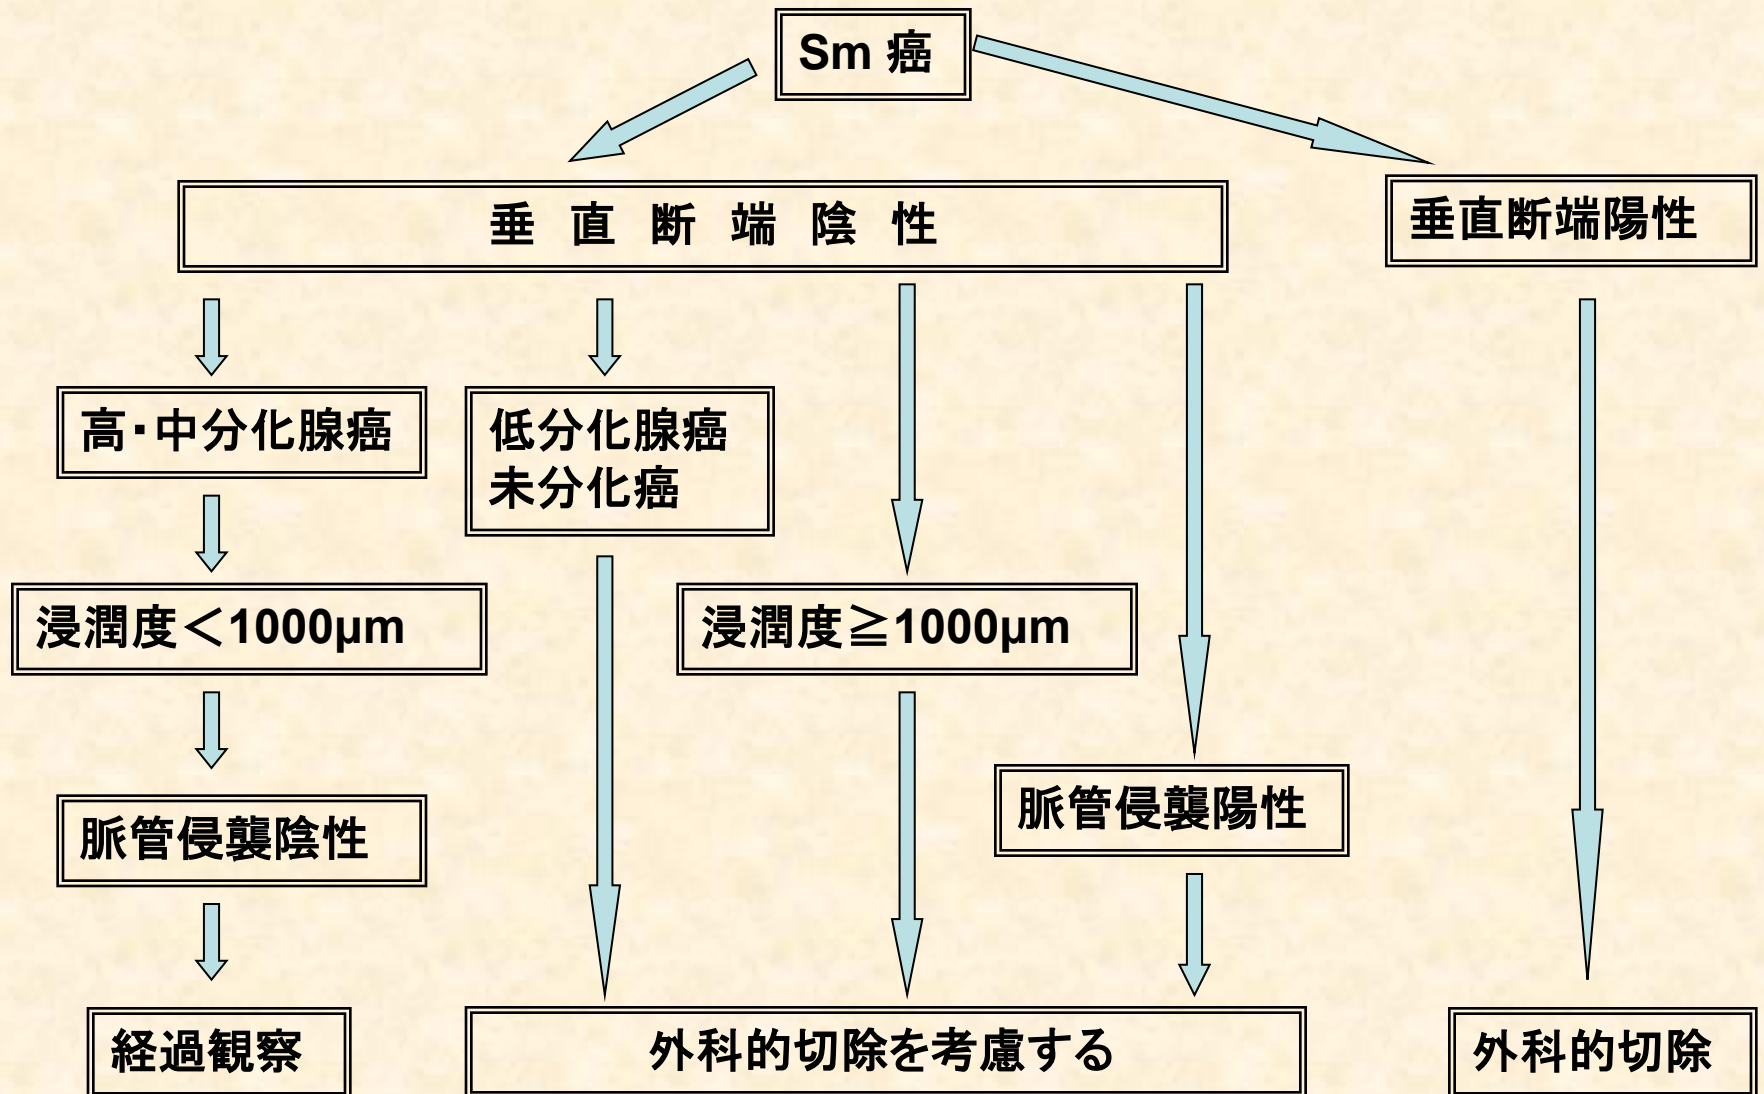 Sm 癌
垂 直 断 端 陰 性
垂直断端陽性
高・中分化腺癌
低分化腺癌
未分化癌
浸潤度＜1000µm
浸潤度≧1000µm
脈管侵襲陽性
脈管侵襲陰性
経過観察
外科的切除を考慮する
外科的切除